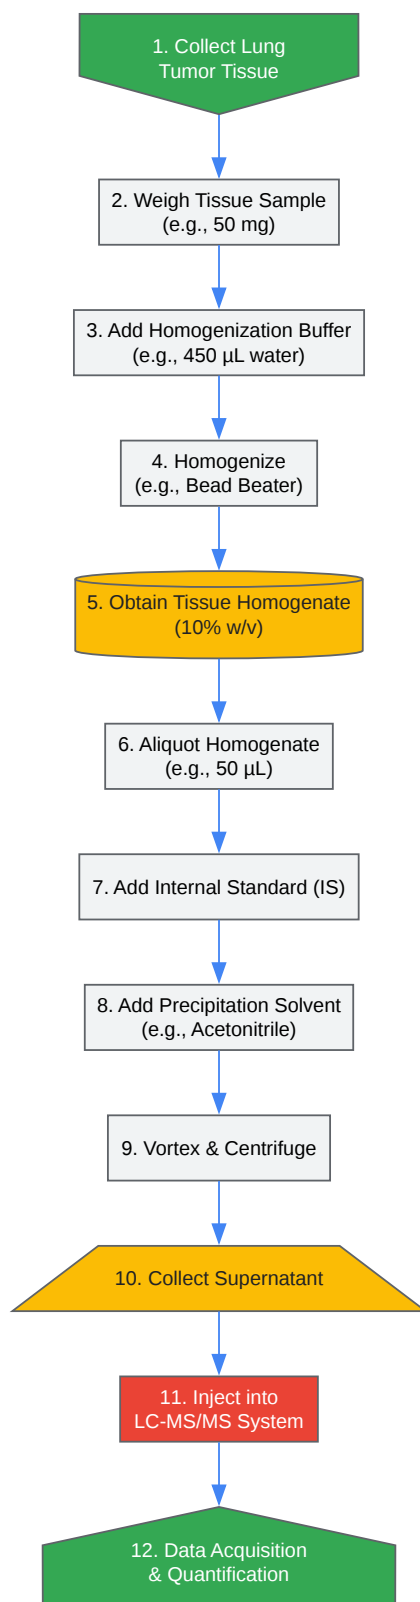 1. Collect Lung
Tumor Tissue
2. Weigh Tissue Sample
(e.g., 50 mg)
3. Add Homogenization Buffer
(e.g., 450 µL water)
4. Homogenize
(e.g., Bead Beater)
5. Obtain Tissue Homogenate
(10% w/v)
6. Aliquot Homogenate
(e.g., 50 µL)
7. Add Internal Standard (IS)
8. Add Precipitation Solvent
(e.g., Acetonitrile)
9. Vortex & Centrifuge
10. Collect Supernatant
11. Inject into
LC-MS/MS System
12. Data Acquisition
& Quantification